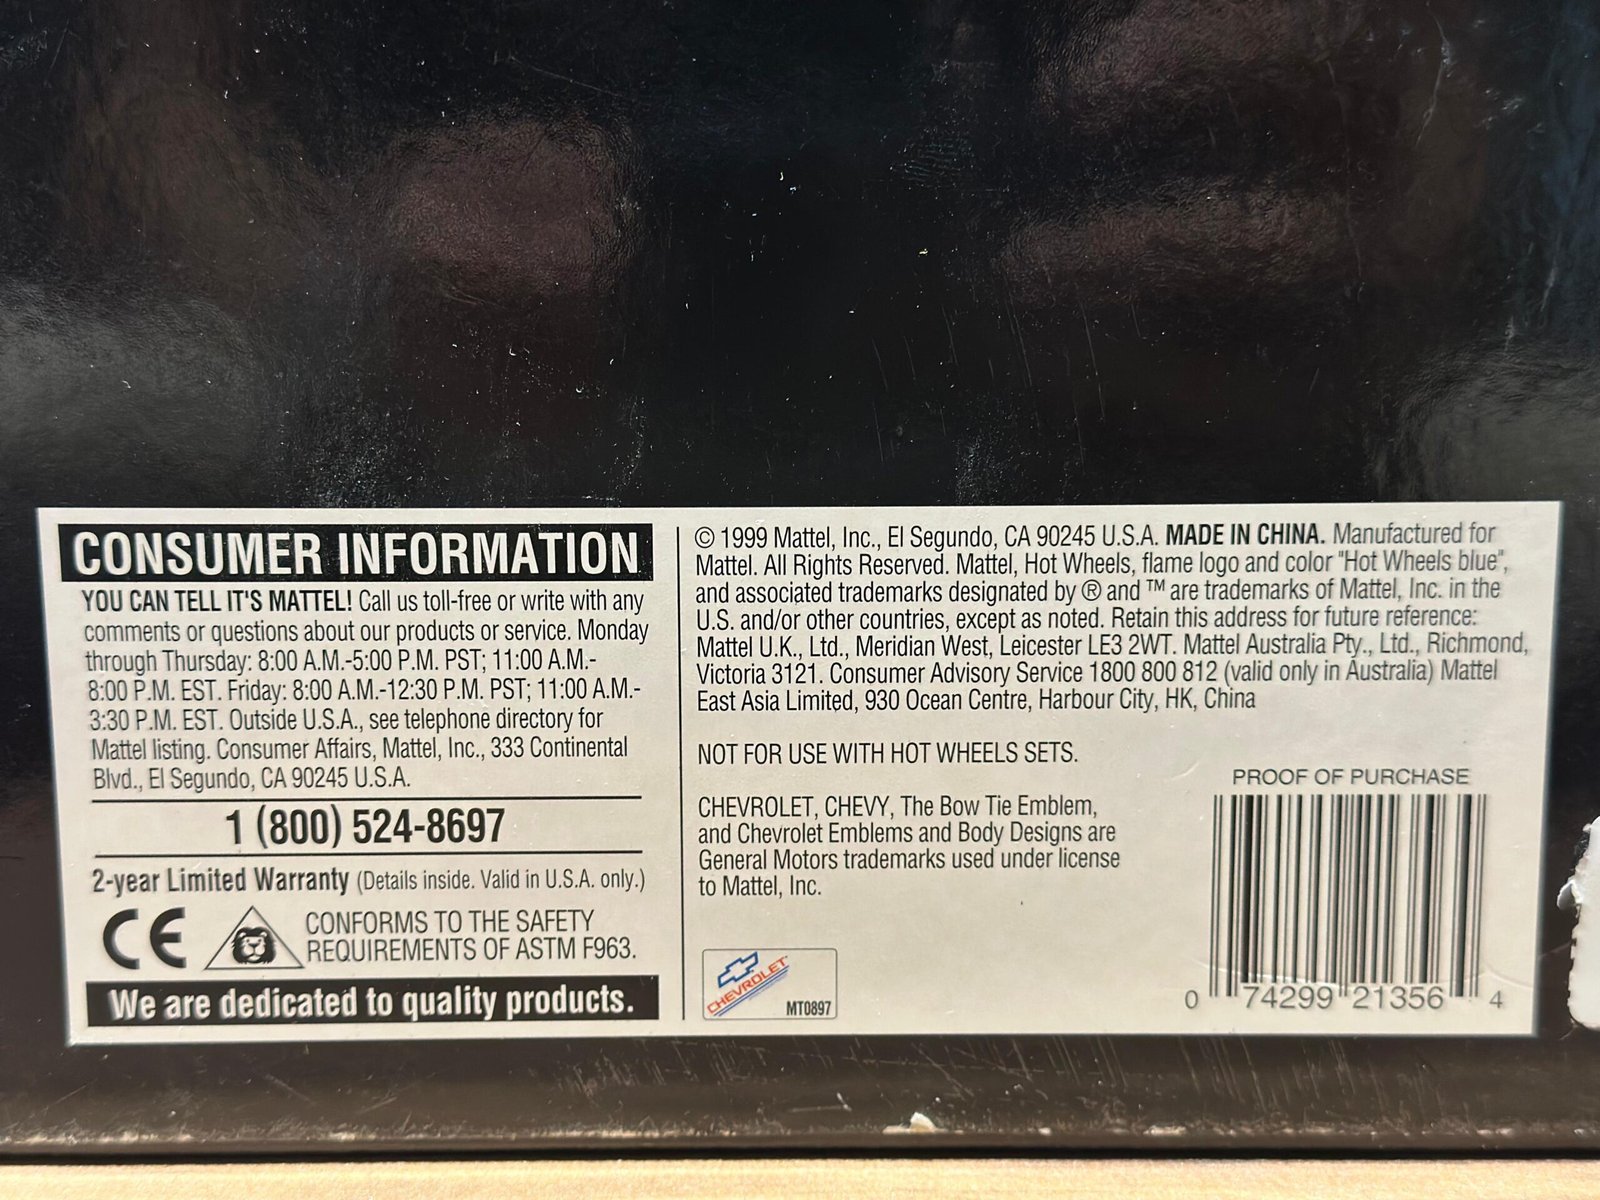 CONSUMER INFORMATION
YOU CAN TELL IT'S MATTEL! Call us toll-free or write with any
comments or questions about our products or service. Monday
through Thursday: 8:00 A.M.-5:00 P.M. PST; 11:00 A.M.-
8:00 P.M. EST. Friday: 8:00 A.M.-12:30 P.M. PST; 11:00 A.M.-
3:30 P.M. EST. Outside U.S.A., see telephone directory for
Mattel listing. Consumer Affairs, Mattel, Inc., 333 Continental
Blvd., El Segundo, CA 90245 U.S.A.
1 (800) 524-8697
2-year Limited Warranty (Details inside. Valid in U.S.A. only.)
CE
CONFORMS TO THE SAFETY
REQUIREMENTS OF ASTM F963.
We are dedicated to quality products.
© 1999 Mattel, Inc., El Segundo, CA 90245 U.S.A. MADE IN CHINA. Manufactured for
Mattel. All Rights Reserved. Mattel, Hot Wheels, flame logo and color "Hot Wheels blue",
and associated trademarks designated by ® and ™ are trademarks of Mattel, Inc. in the
U.S. and/or other countries, except as noted. Retain this address for future reference:
Mattel U.K., Ltd., Meridian West, Leicester LE3 2WT. Mattel Australia Pty., Ltd., Richmond,
Victoria 3121. Consumer Advisory Service 1800 800 812 (valid only in Australia) Mattel
East Asia Limited, 930 Ocean Centre, Harbour City, HK, China
NOT FOR USE WITH HOT WHEELS SETS.
CHEVROLET, CHEVY, The Bow Tie Emblem,
and Chevrolet Emblems and Body Designs are
General Motors trademarks used under license
to Mattel, Inc.
CHEVROLET
MT0897
PROOF OF PURCHASE
0 74299 21356 4